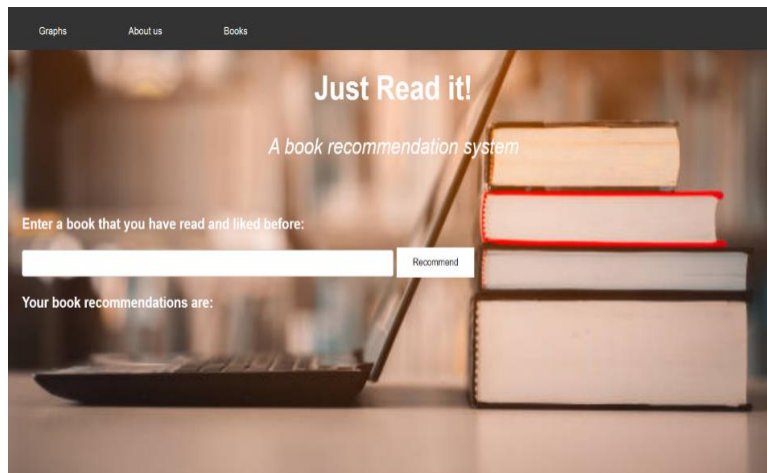 Graphs About us Books
Just Read it!
A book recommendation system
Enter a book that you have read and liked before:
Recommend
Your book recommendations are: